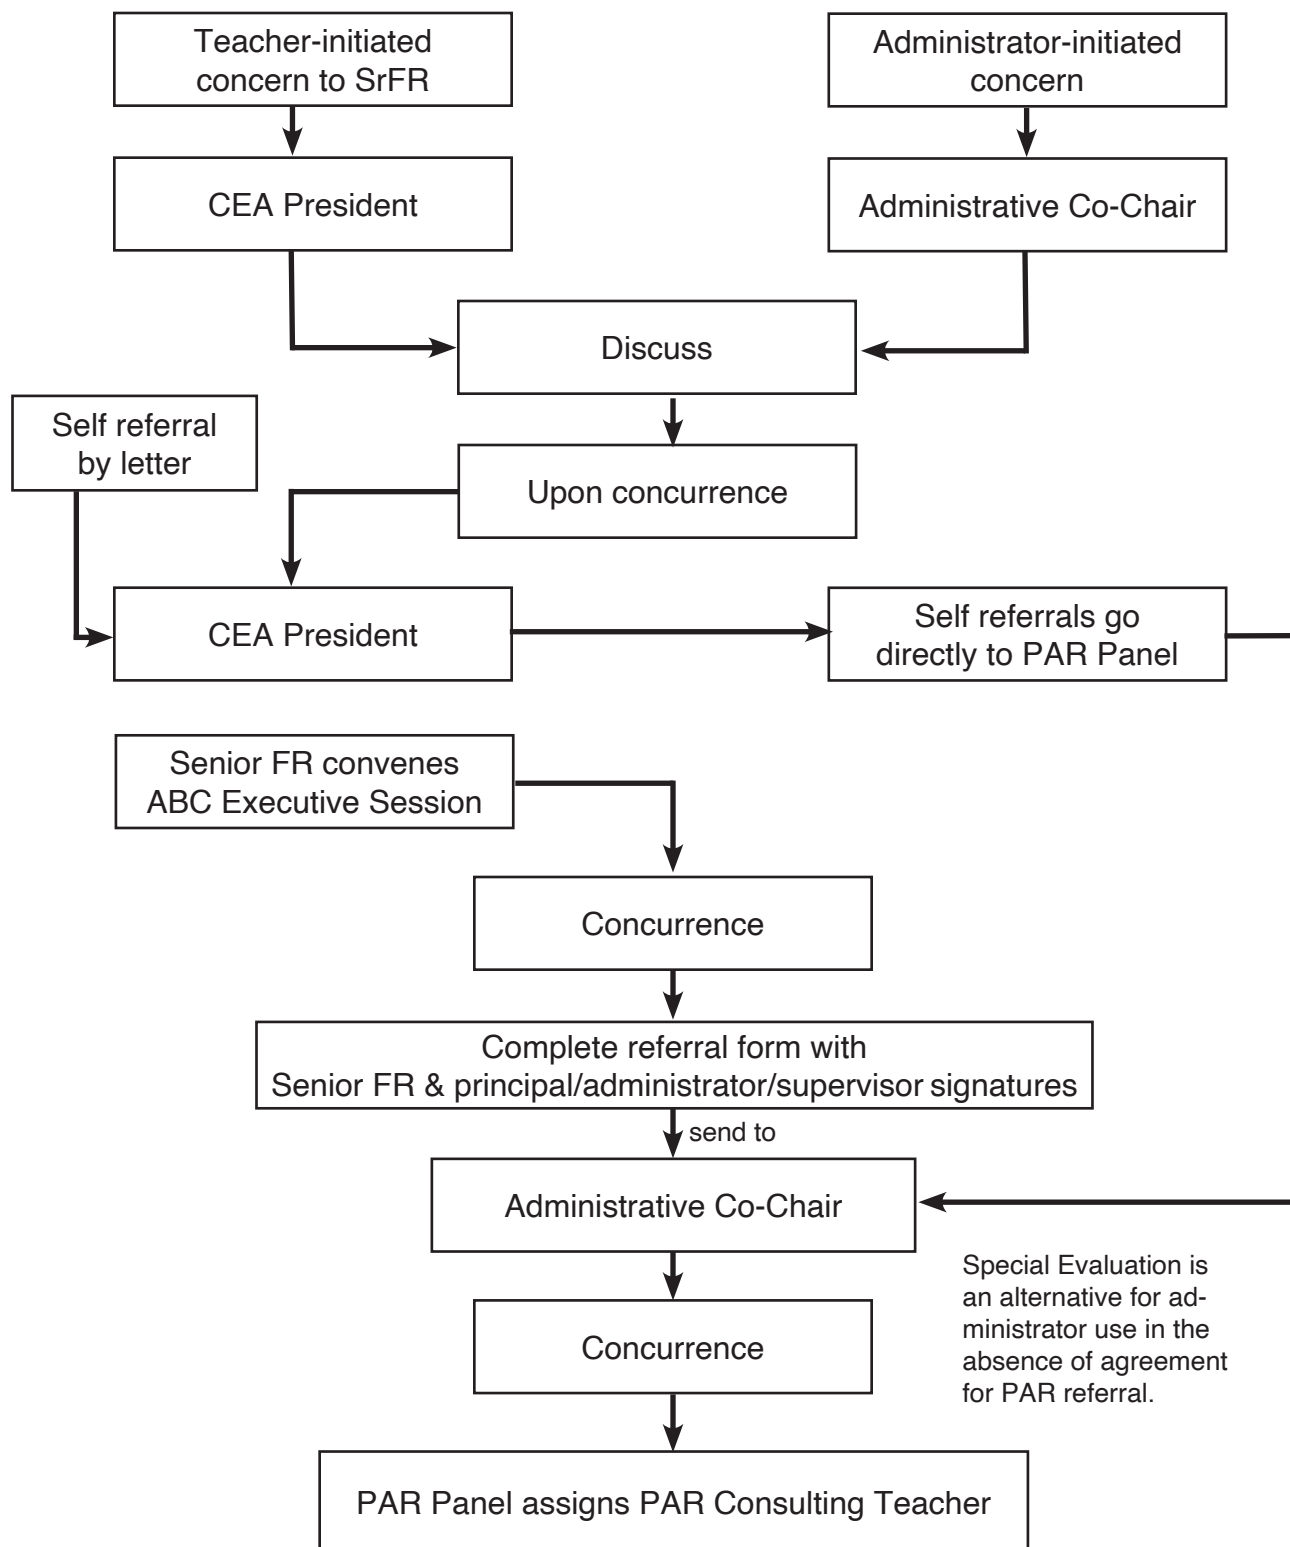 Teacher-initiated
concern to SrFR
Administrator-initiated
concern
CEA President
Administrative Co-Chair
Discuss
Self referral
by letter
Upon concurrence
CEA President
Self referrals go
directly to PAR Panel
Senior FR convenes
ABC Executive Session
Concurrence
Complete referral form with
Senior FR & principal/administrator/supervisor signatures
send to
Administrative Co-Chair
Special Evaluation is
an alternative for ad-
ministrator use in the
absence of agreement
for PAR referral.
Concurrence
PAR Panel assigns PAR Consulting Teacher